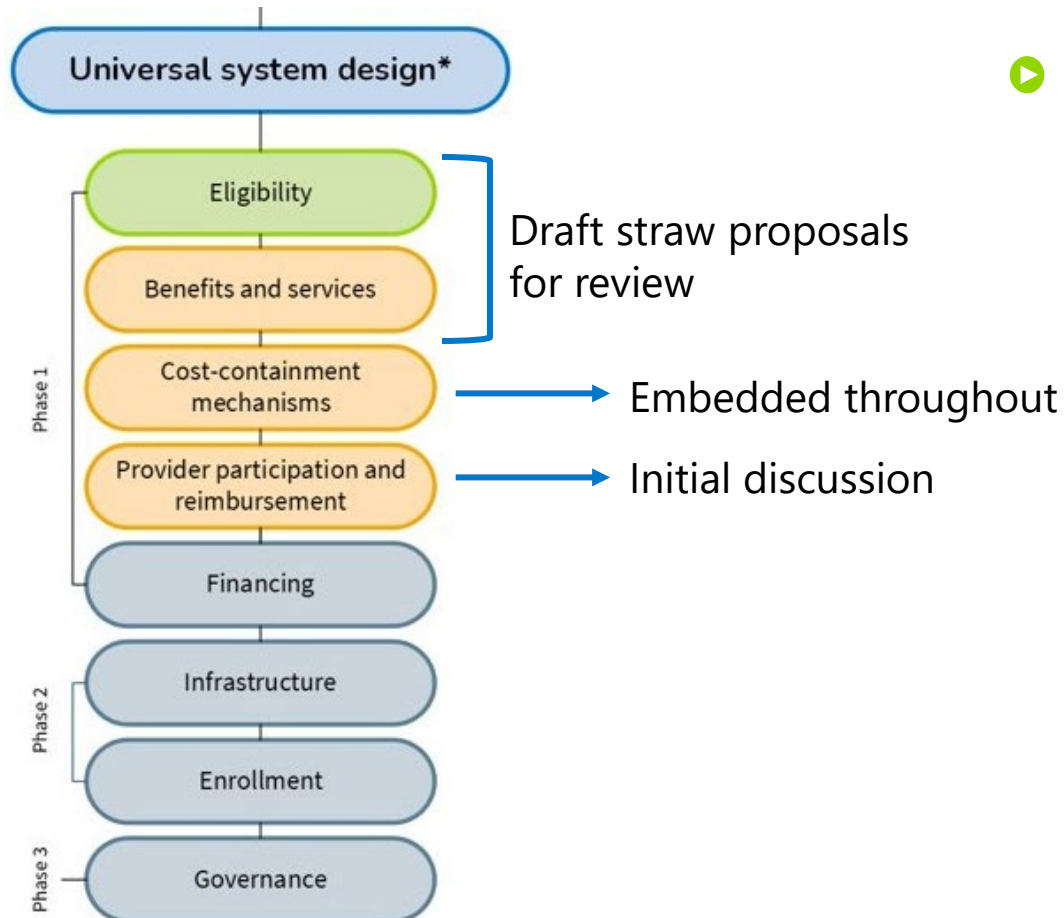 Universal system design*
Eligibility
Draft straw proposals
for review
Benefits and services
Phase 1
Cost-containment
mechanisms
Embedded throughout
Provider participation and
reimbursement
Initial discussion
Financing
Phase 2
Infrastructure
Enrollment
Phase 3
Governance